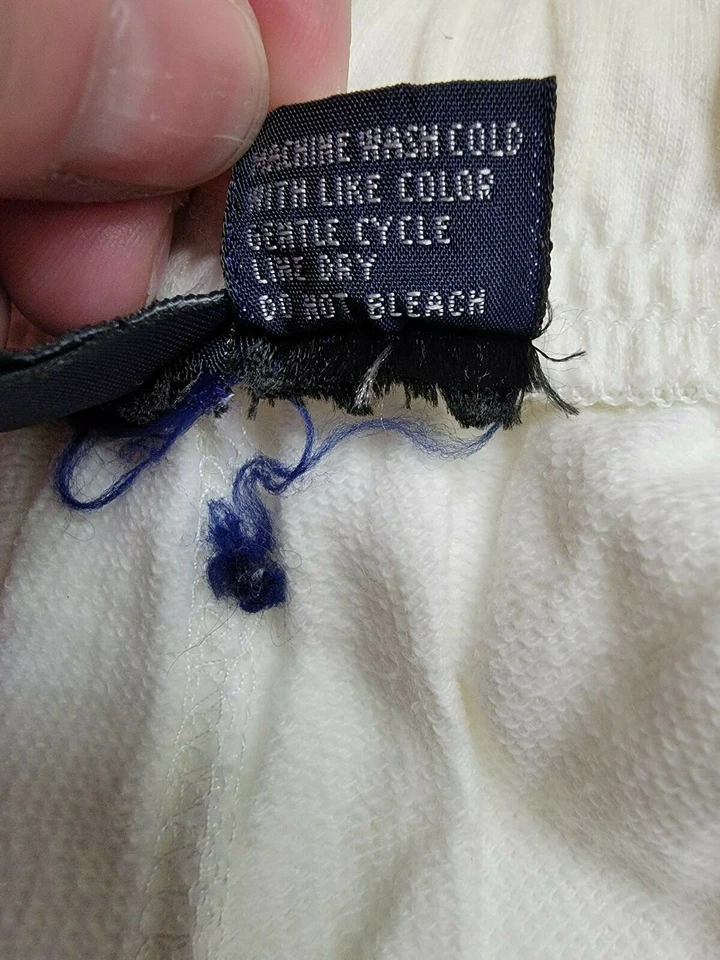 MACHINE WASH COLD
WITH LIKE COLOR
GENTLE CYCLE
LINE DRY
DO NOT BLEACH